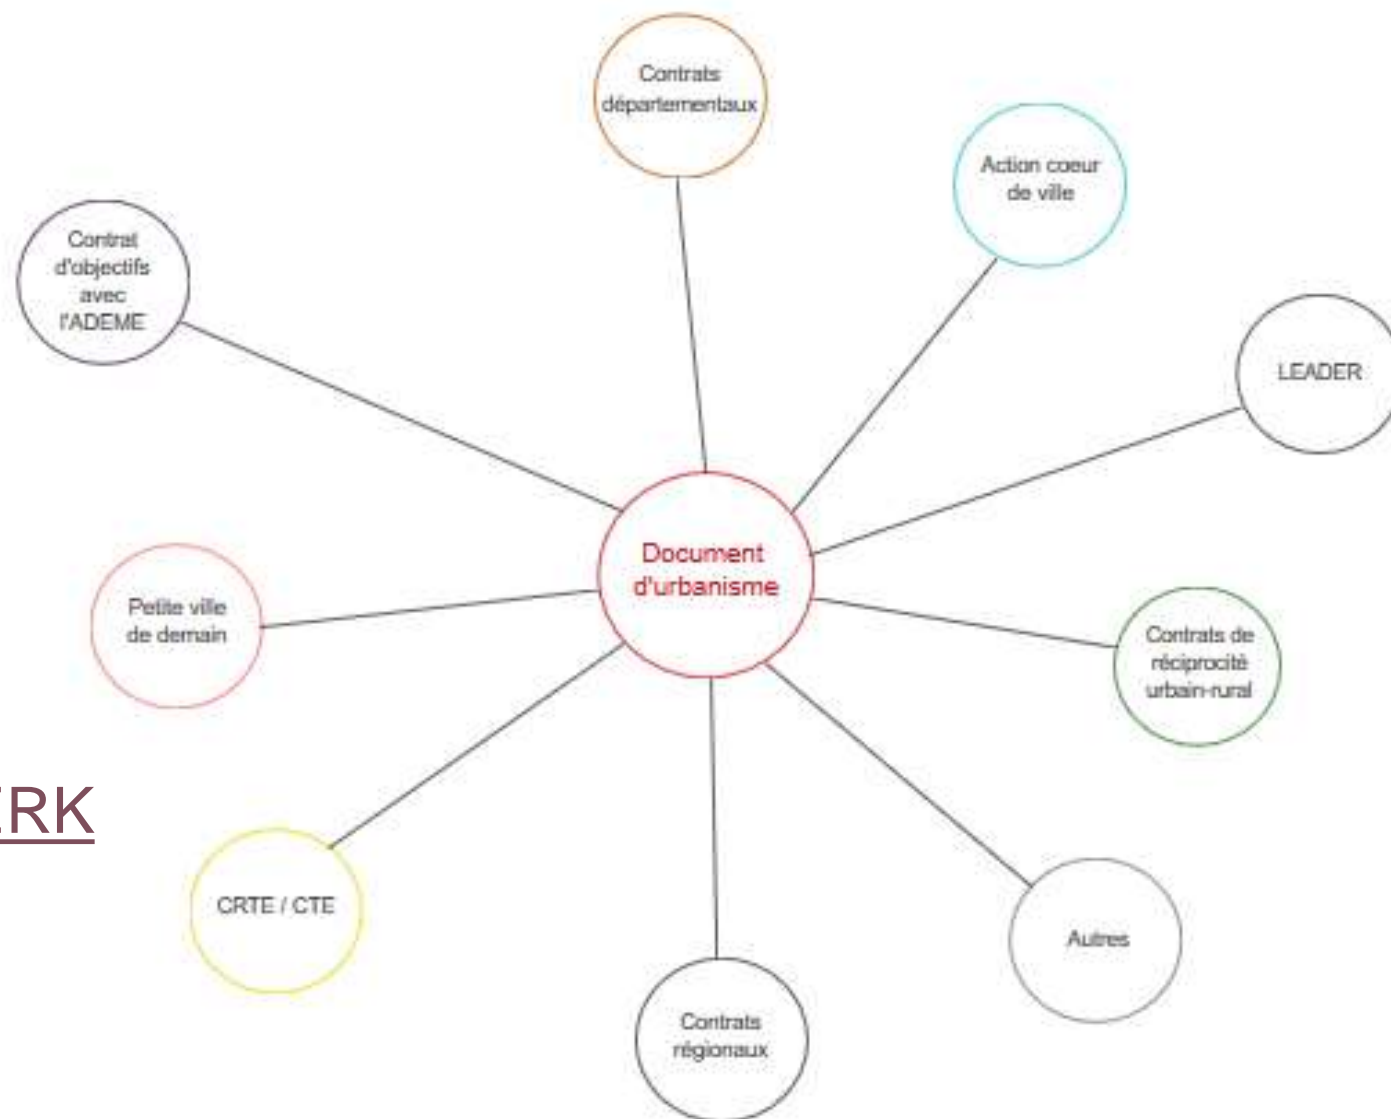 Contrats
départementaux
Action coeur
de ville
Contrat
d'objectifs
avec
l'ADEME
LEADER
Document
d'urbanisme
Petite ville
de demain
Contrats de
réciprocité
urbain-rural
ERK
CRTE / CTE
Autres
Contrats
régionaux